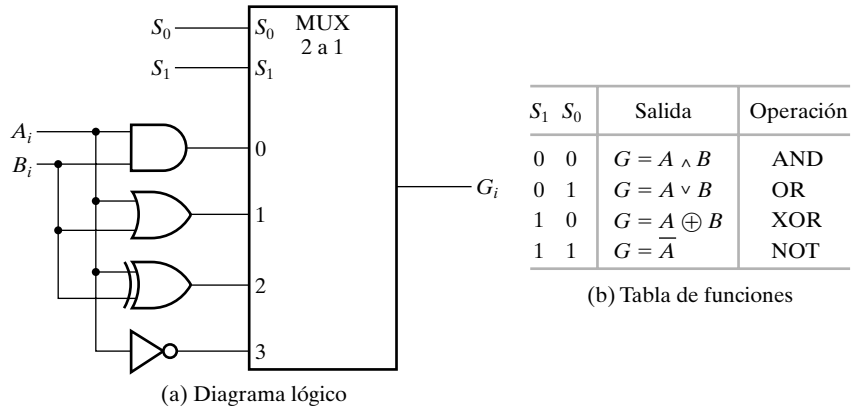 S₀ S₀ MUX
2 a 1
S₁ S₁
Aᵢ
Bᵢ
0
1
2
3
Gᵢ
(a) Diagrama lógico
S₁ S₀ Salida Operación
0 0 G = A ∧ B AND
0 1 G = A ∨ B OR
1 0 G = A ⊕ B XOR
1 1 G = A̅ NOT
(b) Tabla de funciones